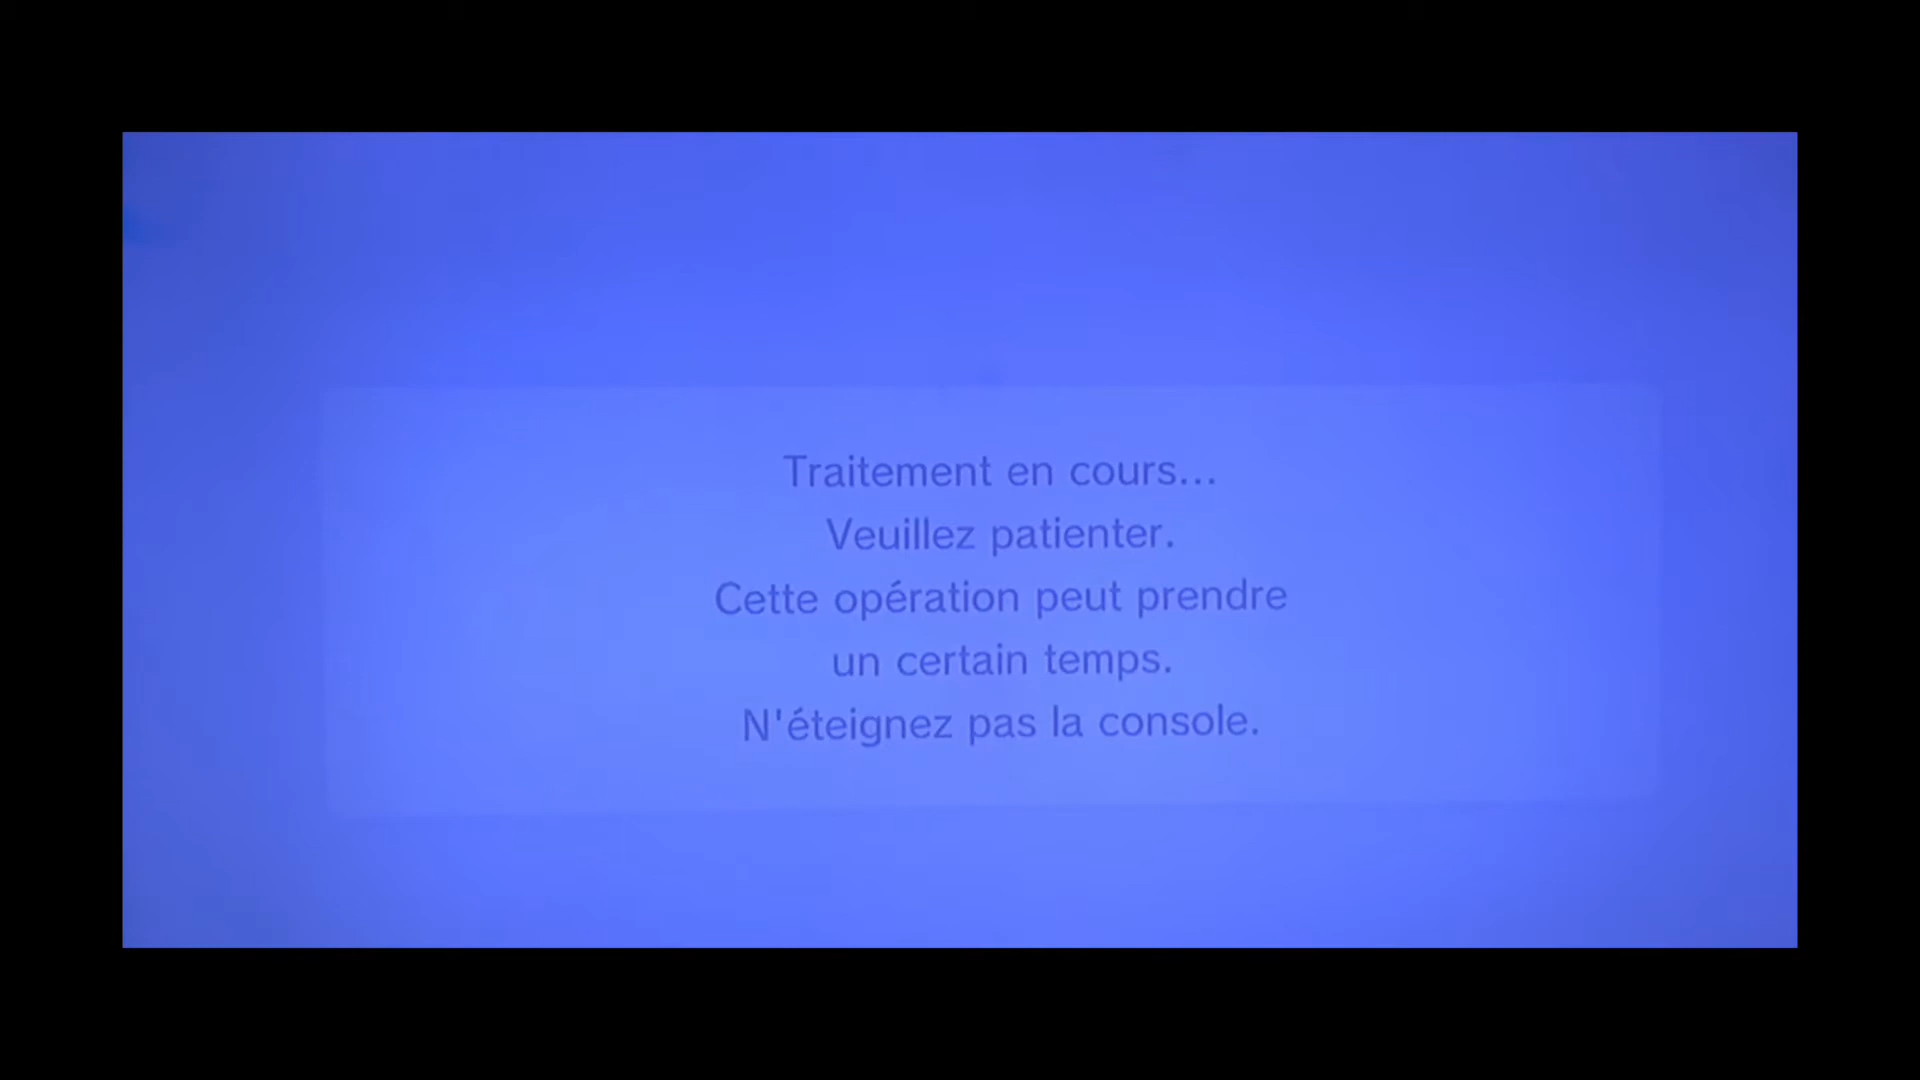 Traitement en cours...
Veuillez patienter.
Cette opération peut prendre
un certain temps.
N'éteignez pas la console.